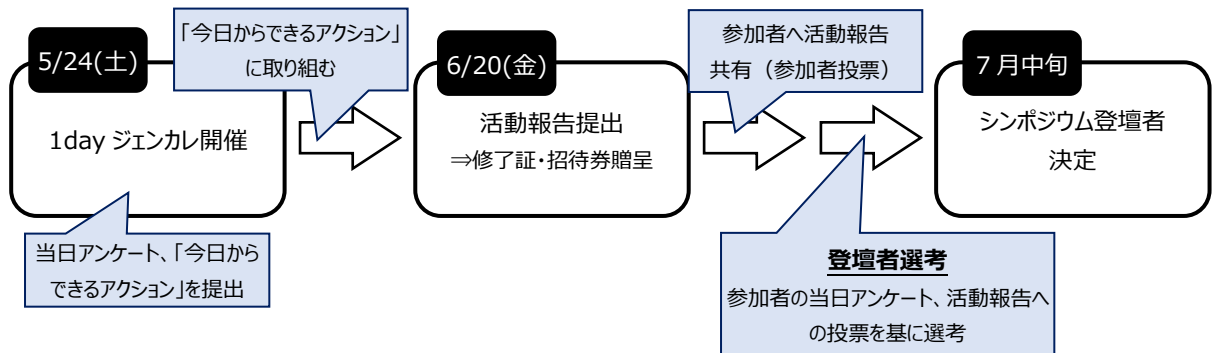 5/24(土)
1day ジェンカレ開催
当日アンケート、「今日から
できるアクション」を提出
「今日からできるアクション」
に取り組む
6/20(金)
活動報告提出
⇒修了証・招待券贈呈
参加者へ活動報告
共有（参加者投票）
登壇者選考
参加者の当日アンケート、活動報告へ
の投票を基に選考
７月中旬
シンポジウム登壇者
決定